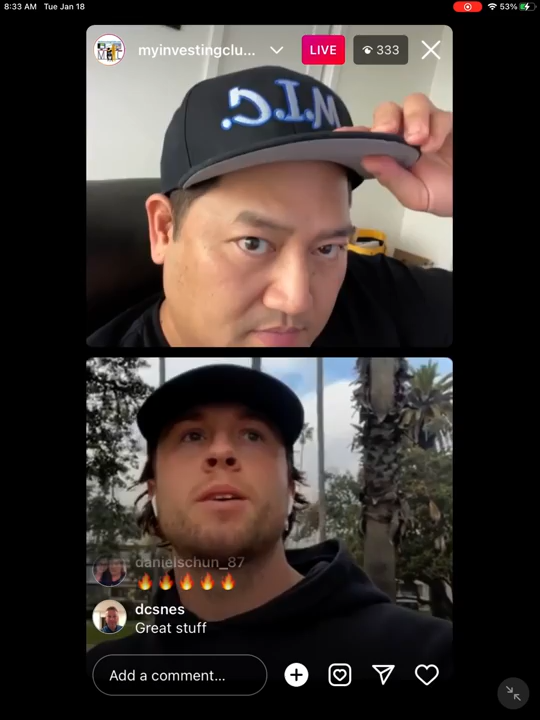 8:33 AM Tue Jan 18
53%
myinvestingclu...
LIVE
333
M.I.C.
danielschun_87
dcsnes
Great stuff
Add a comment...